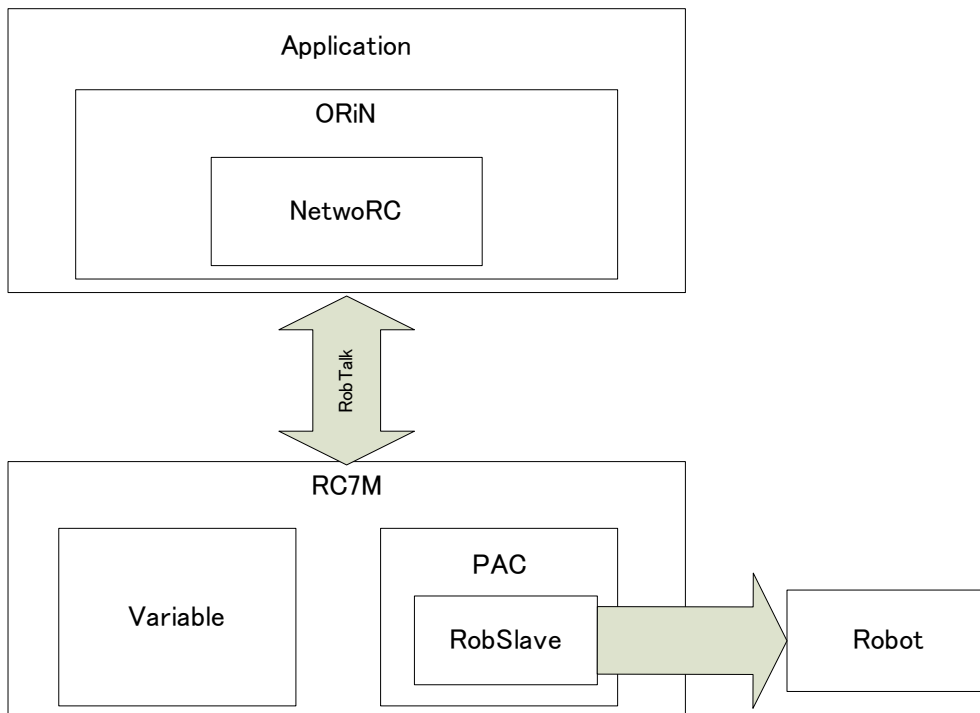 Application
ORiN
NetwoRC
RobTalk
RC7M
Variable
PAC
RobSlave
Robot